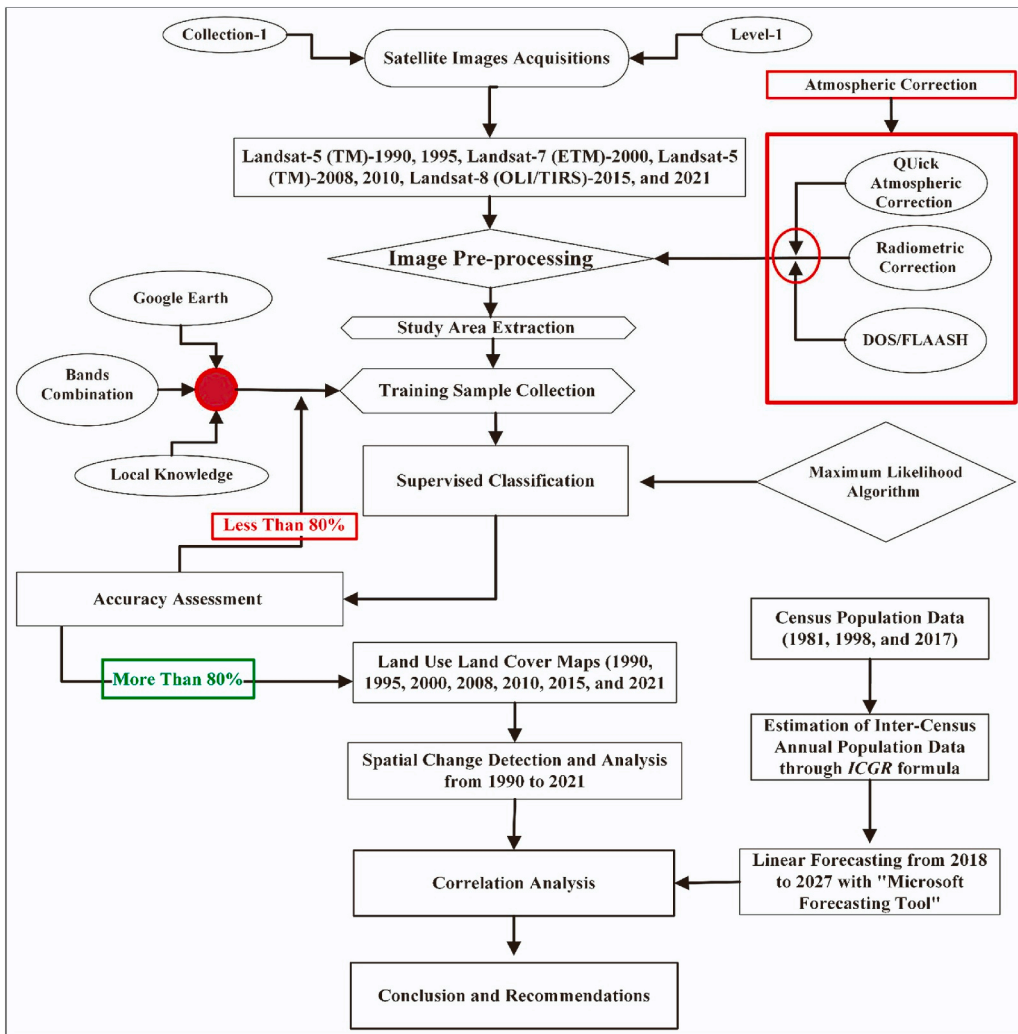 Collection-1
Level-1
Satellite Images Acquisitions
Atmospheric Correction
Landsat-5 (TM)-1990, 1995, Landsat-7 (ETM)-2000, Landsat-5
(TM)-2008, 2010, Landsat-8 (OLI/TIRS)-2015, and 2021
QUick
Atmospheric
Correction
Image Pre-processing
Radiometric
Correction
Google Earth
Study Area Extraction
DOS/FLAASH
Bands
Combination
Training Sample Collection
Local Knowledge
Supervised Classification
Maximum Likelihood
Algorithm
Less Than 80%
Accuracy Assessment
Census Population Data
(1981, 1998, and 2017)
More Than 80%
Land Use Land Cover Maps (1990,
1995, 2000, 2008, 2010, 2015, and 2021
Estimation of Inter-Census
Annual Population Data
through ICGR formula
Spatial Change Detection and Analysis
from 1990 to 2021
Linear Forecasting from 2018
to 2027 with "Microsoft
Forecasting Tool"
Correlation Analysis
Conclusion and Recommendations